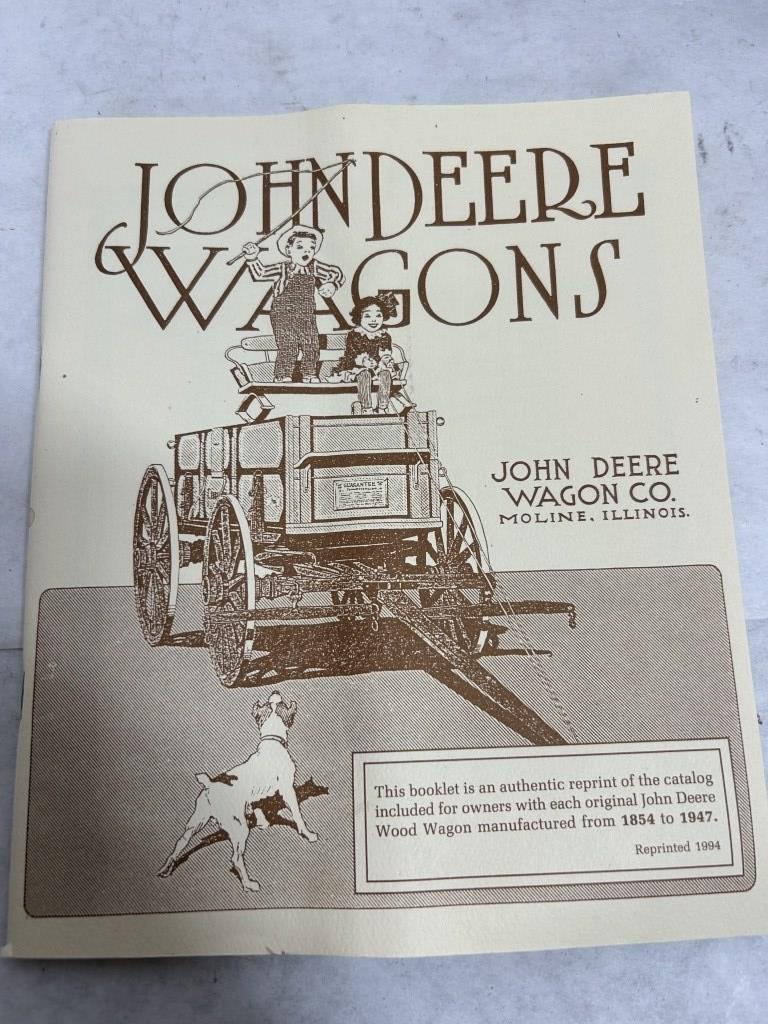 JOHN DEERE
WAGONS
JOHN DEERE
WAGON CO.
MOLINE, ILLINOIS.
GUARANTEE
This booklet is an authentic reprint of the catalog
included for owners with each original John Deere
Wood Wagon manufactured from 1854 to 1947.
Reprinted 1994